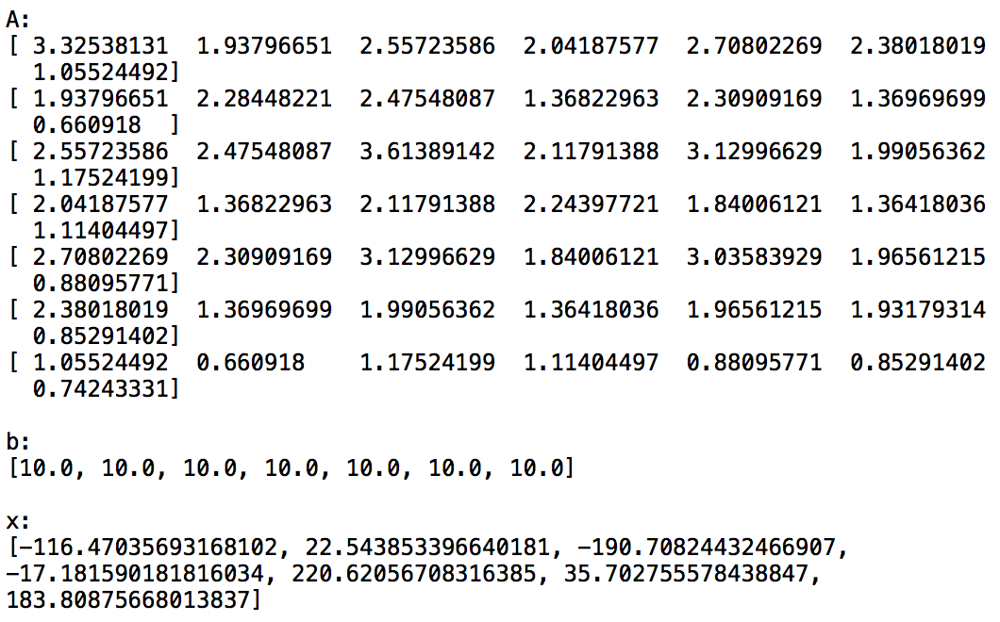 A:
[ 3.32538131  1.93796651  2.55723586  2.04187577  2.70802269  2.38018019
  1.05524492]
[ 1.93796651  2.28448221  2.47548087  1.36822963  2.30909169  1.36969699
  0.660918  ]
[ 2.55723586  2.47548087  3.61389142  2.11791388  3.12996629  1.99056362
  1.17524199]
[ 2.04187577  1.36822963  2.11791388  2.24397721  1.84006121  1.36418036
  1.11404497]
[ 2.70802269  2.30909169  3.12996629  1.84006121  3.03583929  1.96561215
  0.88095771]
[ 2.38018019  1.36969699  1.99056362  1.36418036  1.96561215  1.93179314
  0.85291402]
[ 1.05524492  0.660918    1.17524199  1.11404497  0.88095771  0.85291402
  0.74243331]
b:
[10.0, 10.0, 10.0, 10.0, 10.0, 10.0, 10.0]
x:
[-116.47035693168102, 22.543853396640181, -190.70824432466907,
-17.181590181816034, 220.62056708316385, 35.702755578438847,
183.80875668013837]